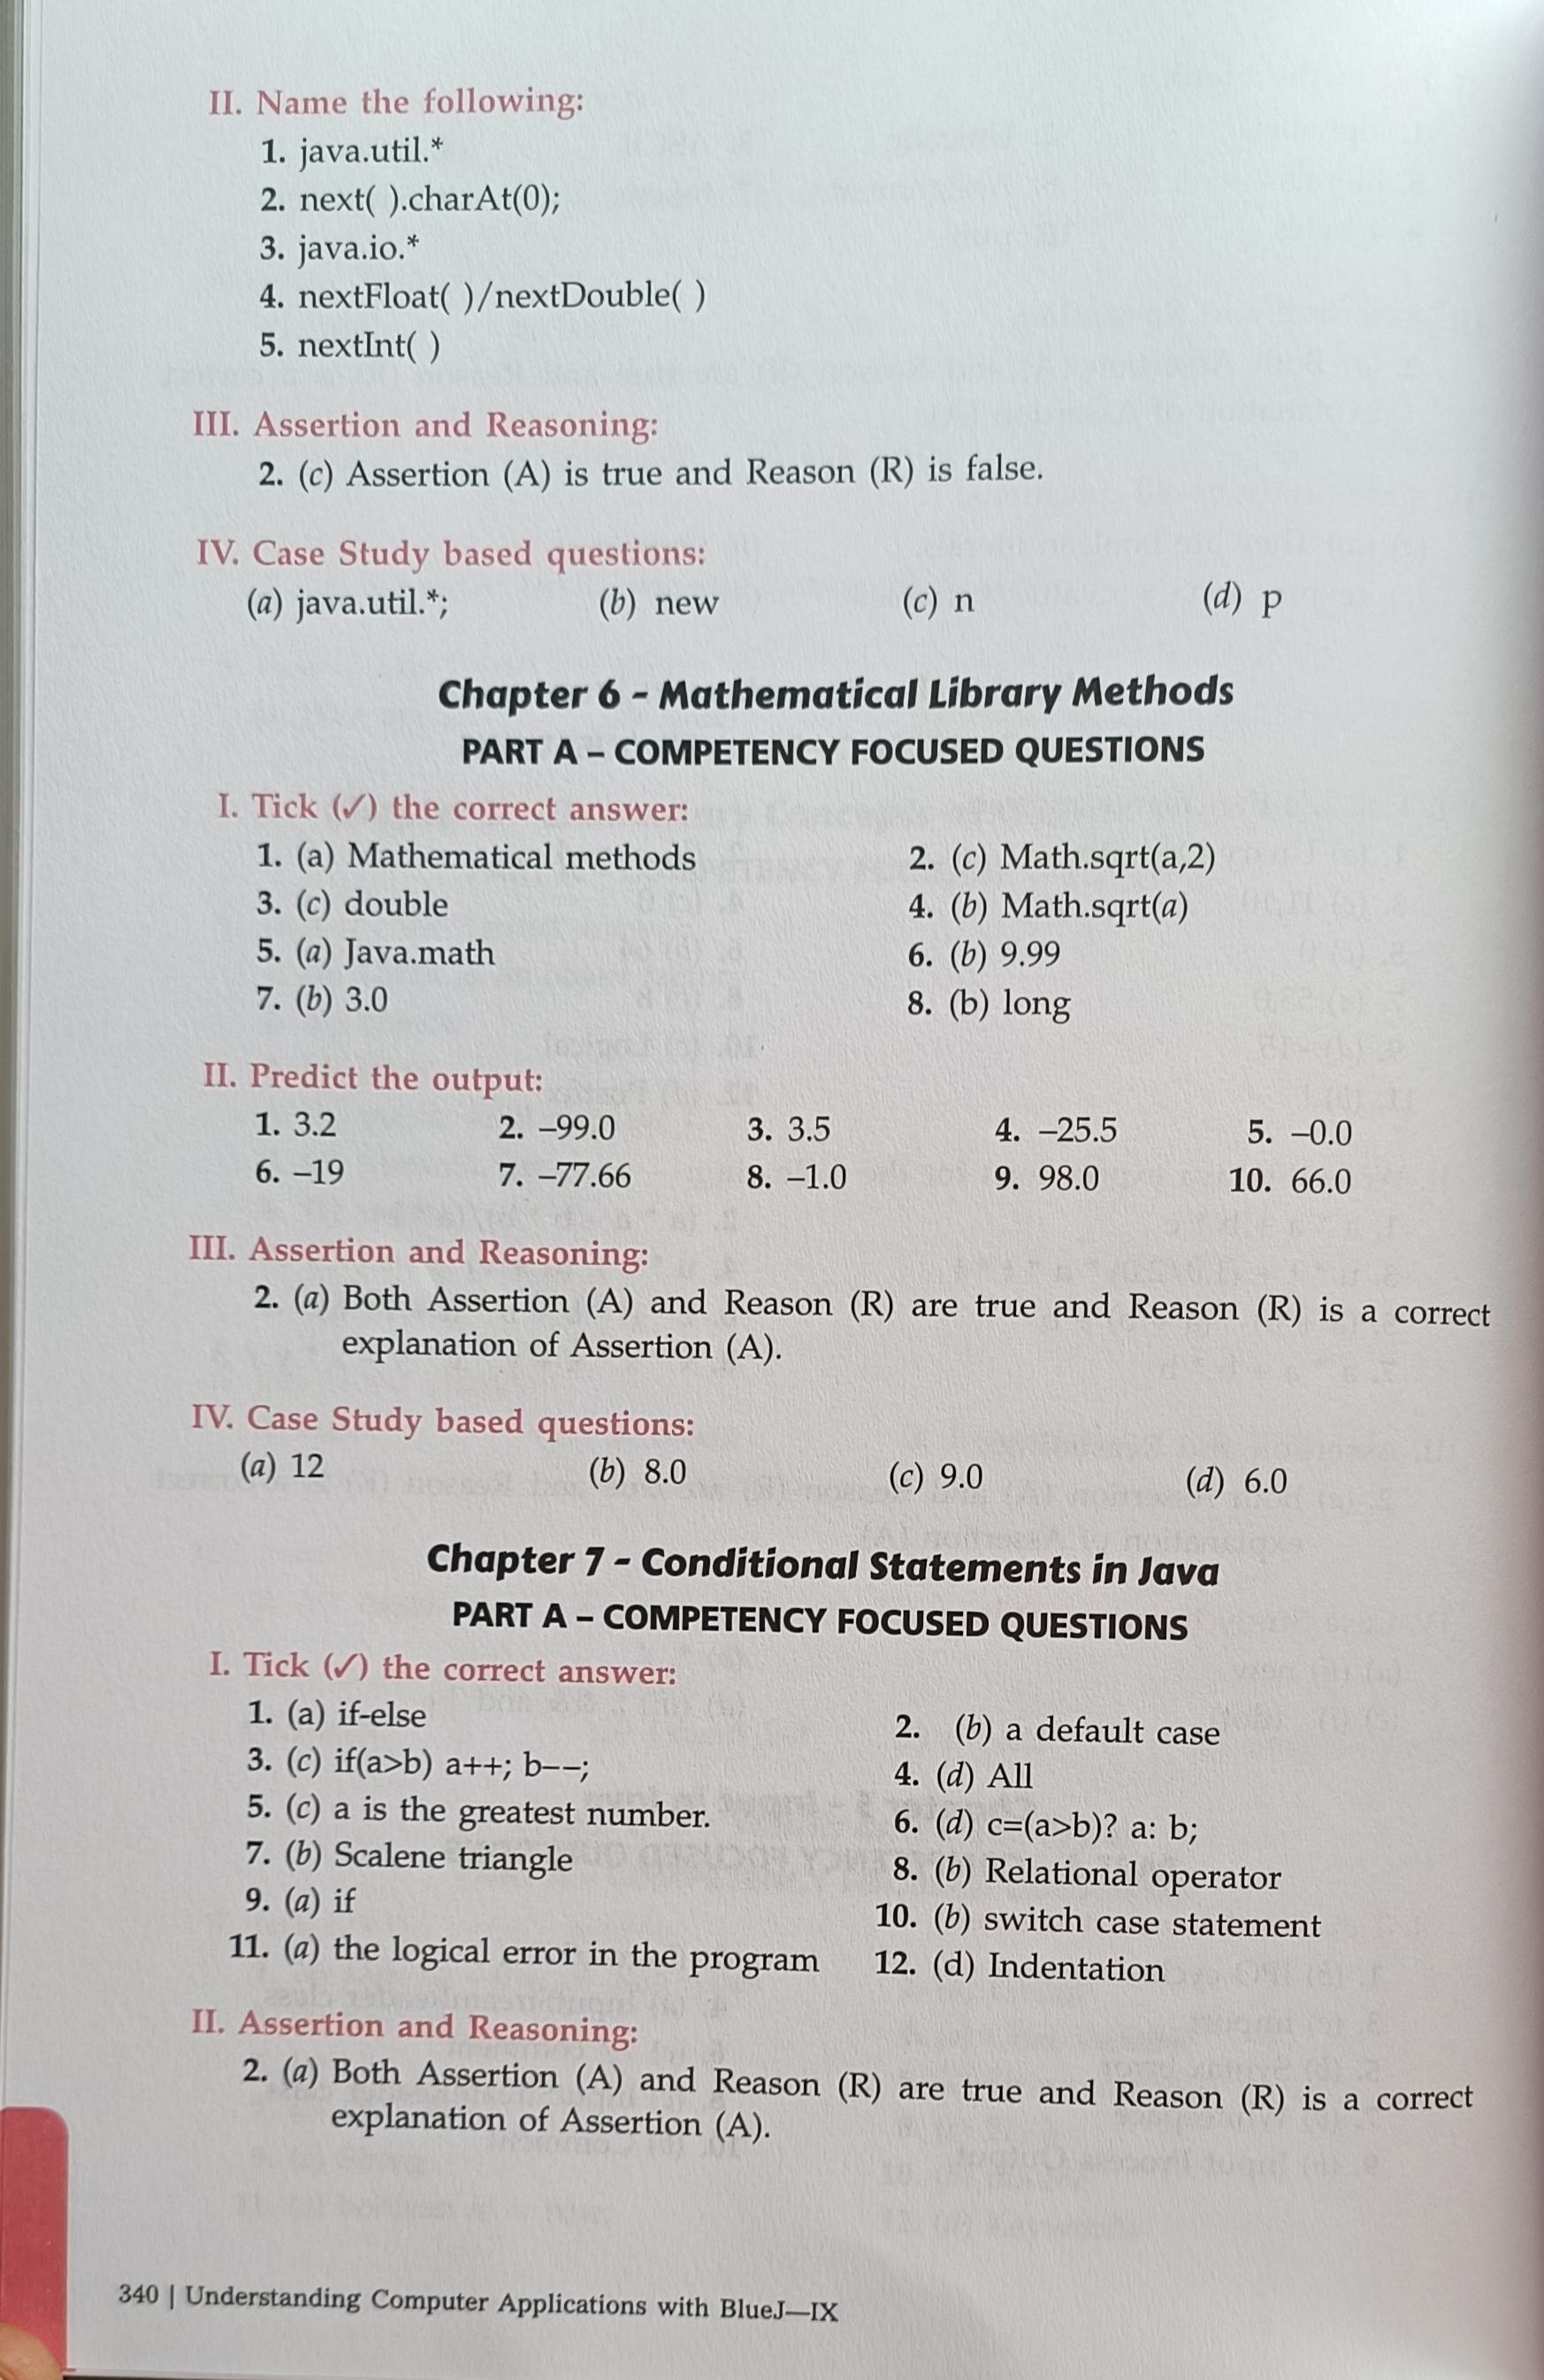 II. Name the following:
1. java.util.*
2. next( ).charAt(0);
3. java.io.*
4. nextFloat( )/nextDouble( )
5. nextInt( )
III. Assertion and Reasoning:
2. (c) Assertion (A) is true and Reason (R) is false.
IV. Case Study based questions:
(a) java.util.*; (b) new (c) n (d) p
Chapter 6 – Mathematical Library Methods
PART A – COMPETENCY FOCUSED QUESTIONS
I. Tick (✓) the correct answer:
1. (a) Mathematical methods 2. (c) Math.sqrt(a,2)
3. (c) double 4. (b) Math.sqrt(a)
5. (a) Java.math 6. (b) 9.99
7. (b) 3.0 8. (b) long
II. Predict the output:
1. 3.2 2. –99.0 3. 3.5 4. –25.5 5. –0.0
6. –19 7. –77.66 8. –1.0 9. 98.0 10. 66.0
III. Assertion and Reasoning:
2. (a) Both Assertion (A) and Reason (R) are true and Reason (R) is a correct
explanation of Assertion (A).
IV. Case Study based questions:
(a) 12 (b) 8.0 (c) 9.0 (d) 6.0
Chapter 7 – Conditional Statements in Java
PART A – COMPETENCY FOCUSED QUESTIONS
I. Tick (✓) the correct answer:
1. (a) if-else 2. (b) a default case
3. (c) if(a>b) a++; b––; 4. (d) All
5. (c) a is the greatest number. 6. (d) c=(a>b)? a: b;
7. (b) Scalene triangle 8. (b) Relational operator
9. (a) if 10. (b) switch case statement
11. (a) the logical error in the program 12. (d) Indentation
II. Assertion and Reasoning:
2. (a) Both Assertion (A) and Reason (R) are true and Reason (R) is a correct
explanation of Assertion (A).
340 | Understanding Computer Applications with BlueJ—IX